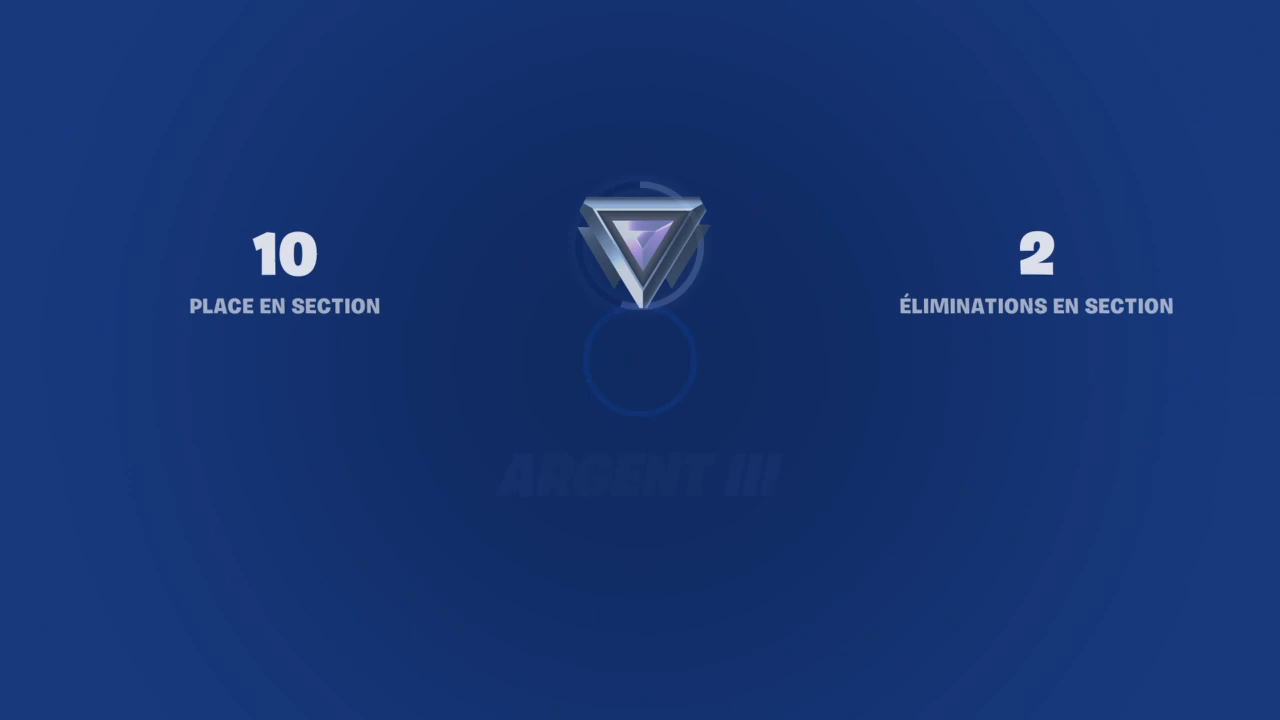 10
PLACE EN SECTION
2
ÉLIMINATIONS EN SECTION
ARGENT III